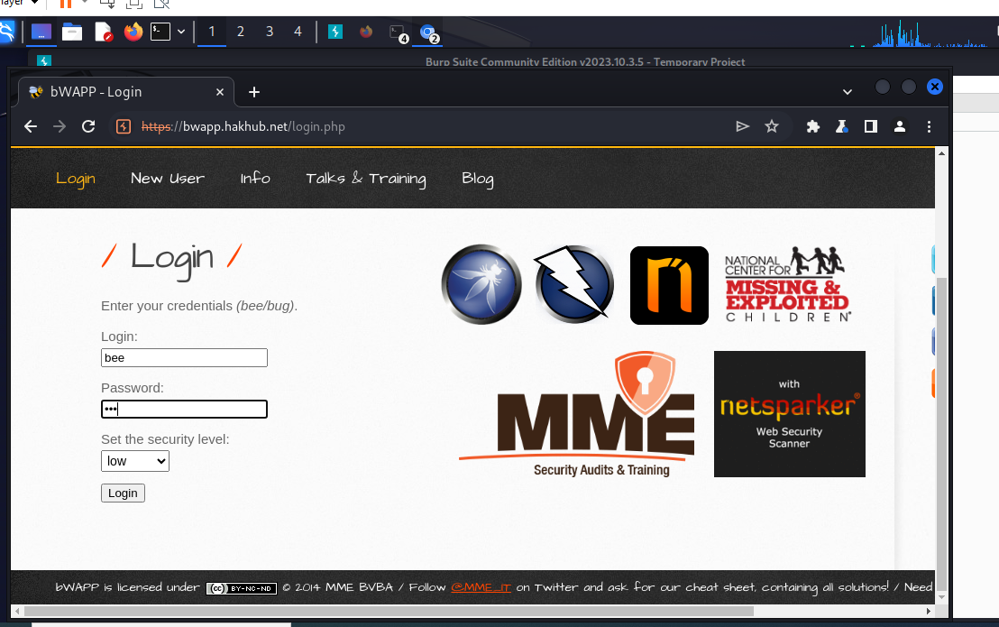 layer
1 2 3 4 4 2
Burp Suite Community Edition v2023.10.3.5 - Temporary Project
bWAPP - Login
https://bwapp.hakhub.net/login.php
Login New User Info Talks & Training Blog
/ Login /
Enter your credentials (bee/bug).
Login:
bee
Password:
•••
Set the security level:
low
Login
n
NATIONAL
CENTER FOR
MISSING &
EXPLOITED
CHILDREN®
MME
Security Audits & Training
with
netsparker®
Web Security
Scanner
bWAPP is licensed under (cc) BY-NC-ND © 2014 MME BVBA / Follow @MME_IT on Twitter and ask for our cheat sheet, containing all solutions! / Need